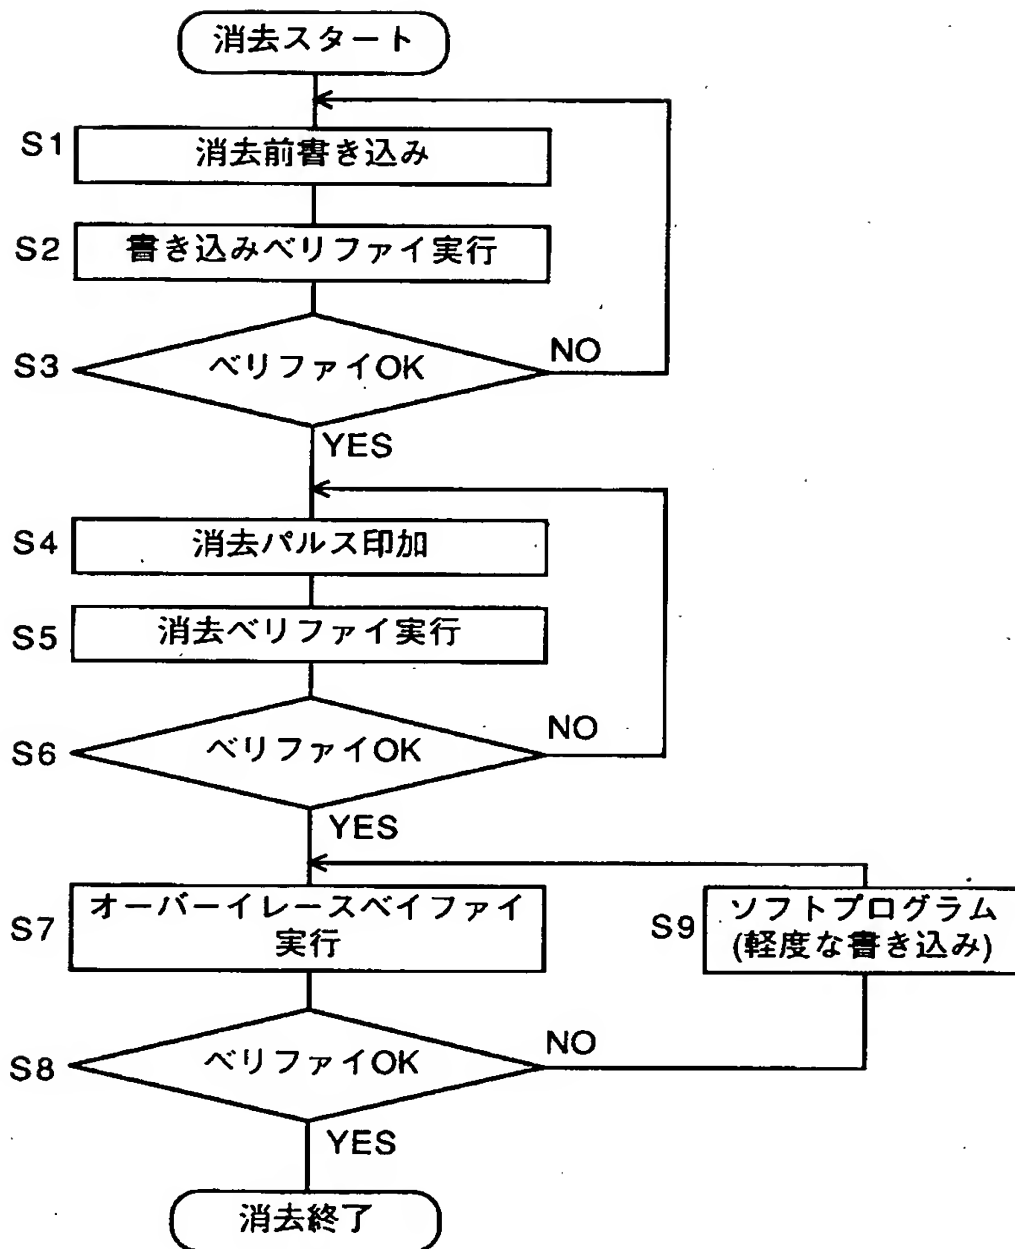 消去スタート
S1
消去前書き込み
S2
書き込みベリファイ実行
S3
ベリファイOK
NO
YES
S4
消去パルス印加
S5
消去ベリファイ実行
S6
ベリファイOK
NO
YES
S7
オーバーイレースベイファイ
実行
S9
ソフトプログラム
(軽度な書き込み)
S8
ベリファイOK
NO
YES
消去終了